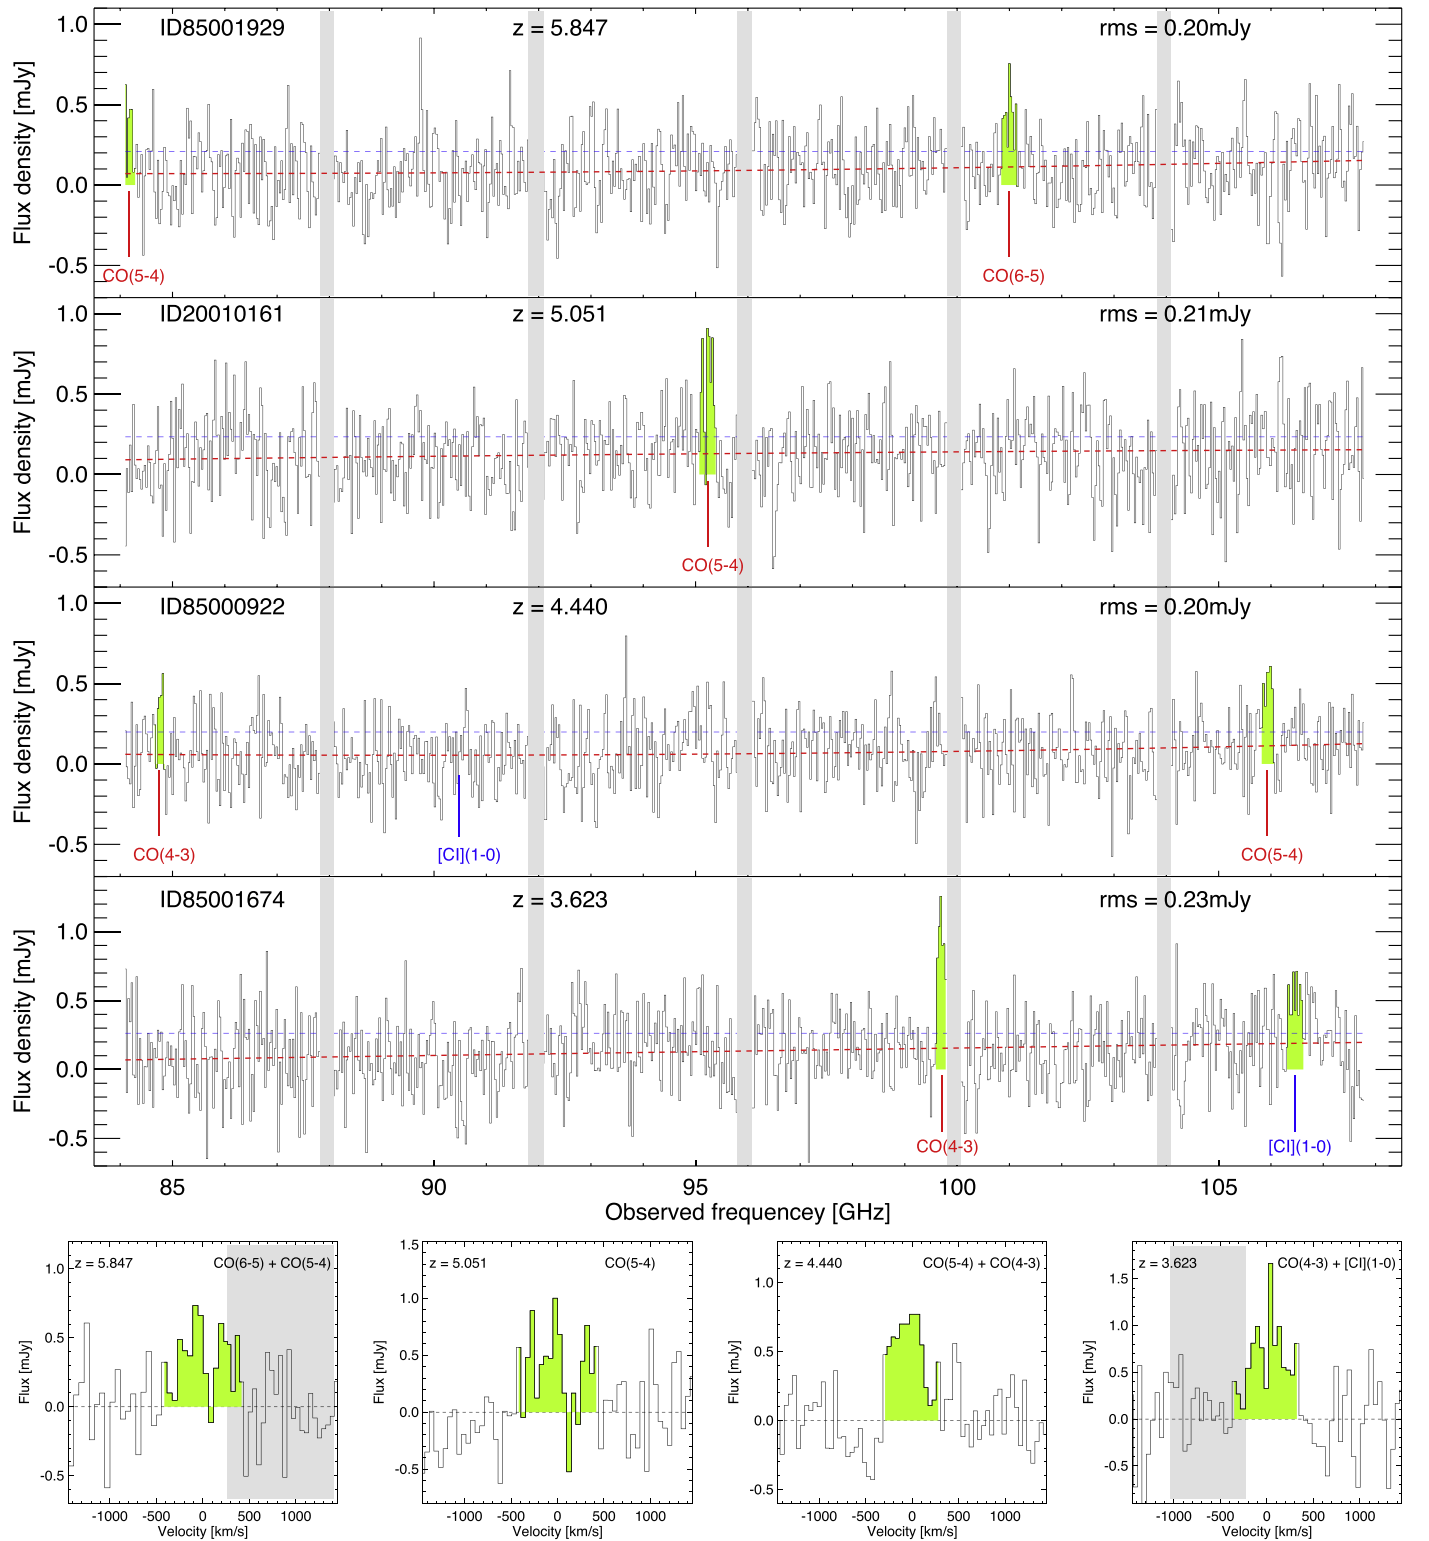 ID85001929 z = 5.847 rms = 0.20mJy
1.0
0.5
0.0
-0.5
Flux density [mJy]
CO(5-4) CO(6-5)
ID20010161 z = 5.051 rms = 0.21mJy
1.0
0.5
0.0
-0.5
Flux density [mJy]
CO(5-4)
ID85000922 z = 4.440 rms = 0.20mJy
1.0
0.5
0.0
-0.5
Flux density [mJy]
CO(4-3) [CI](1-0) CO(5-4)
ID85001674 z = 3.623 rms = 0.23mJy
1.0
0.5
0.0
-0.5
Flux density [mJy]
CO(4-3) [CI](1-0)
85 90 95 100 105
Observed frequencey [GHz]
z = 5.847 CO(6-5) + CO(5-4)
1.0
0.5
0.0
-0.5
Flux [mJy]
-1000 -500 0 500 1000
Velocity [km/s]
z = 5.051 CO(5-4)
1.5
1.0
0.5
0.0
-0.5
Flux [mJy]
-1000 -500 0 500 1000
Velocity [km/s]
z = 4.440 CO(5-4) + CO(4-3)
1.0
0.5
0.0
-0.5
Flux [mJy]
-1000 -500 0 500 1000
Velocity [km/s]
z = 3.623 CO(4-3) + [CI](1-0)
1.5
1.0
0.5
0.0
-0.5
Flux [mJy]
-1000 -500 0 500 1000
Velocity [km/s]